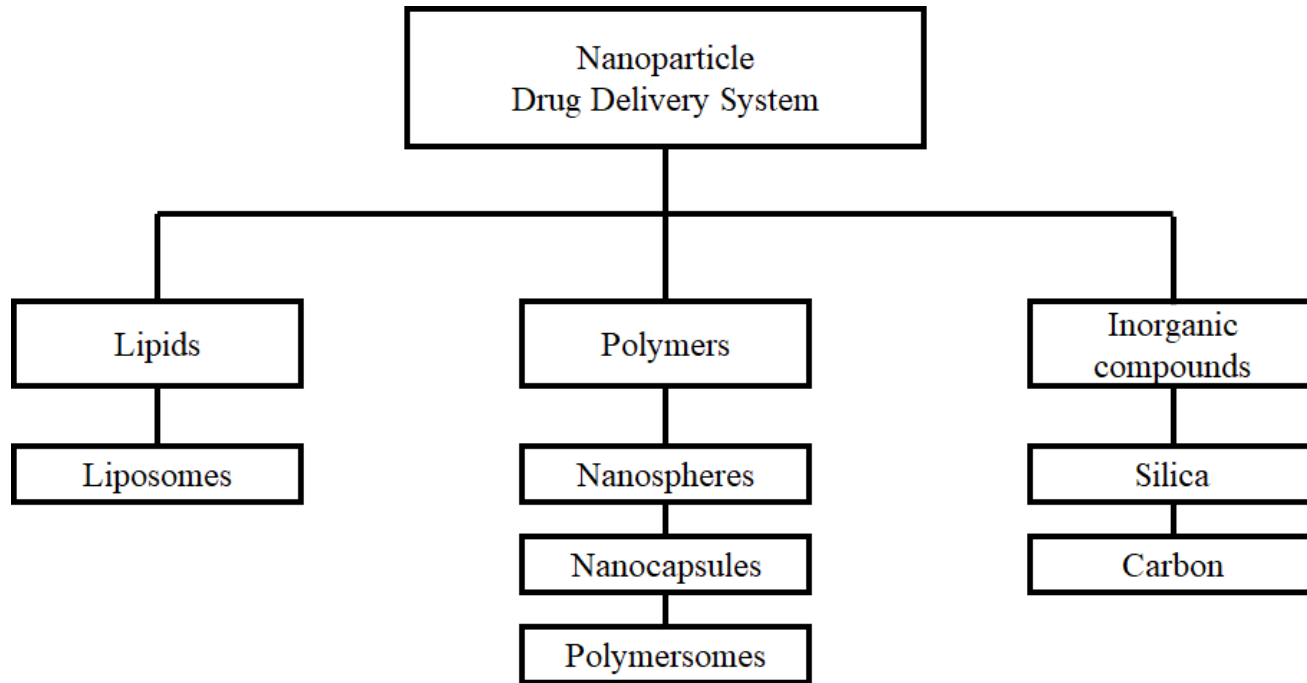 Nanoparticle
Drug Delivery System
Lipids
Polymers
Inorganic
compounds
Liposomes
Nanospheres
Silica
Nanocapsules
Carbon
Polymersomes